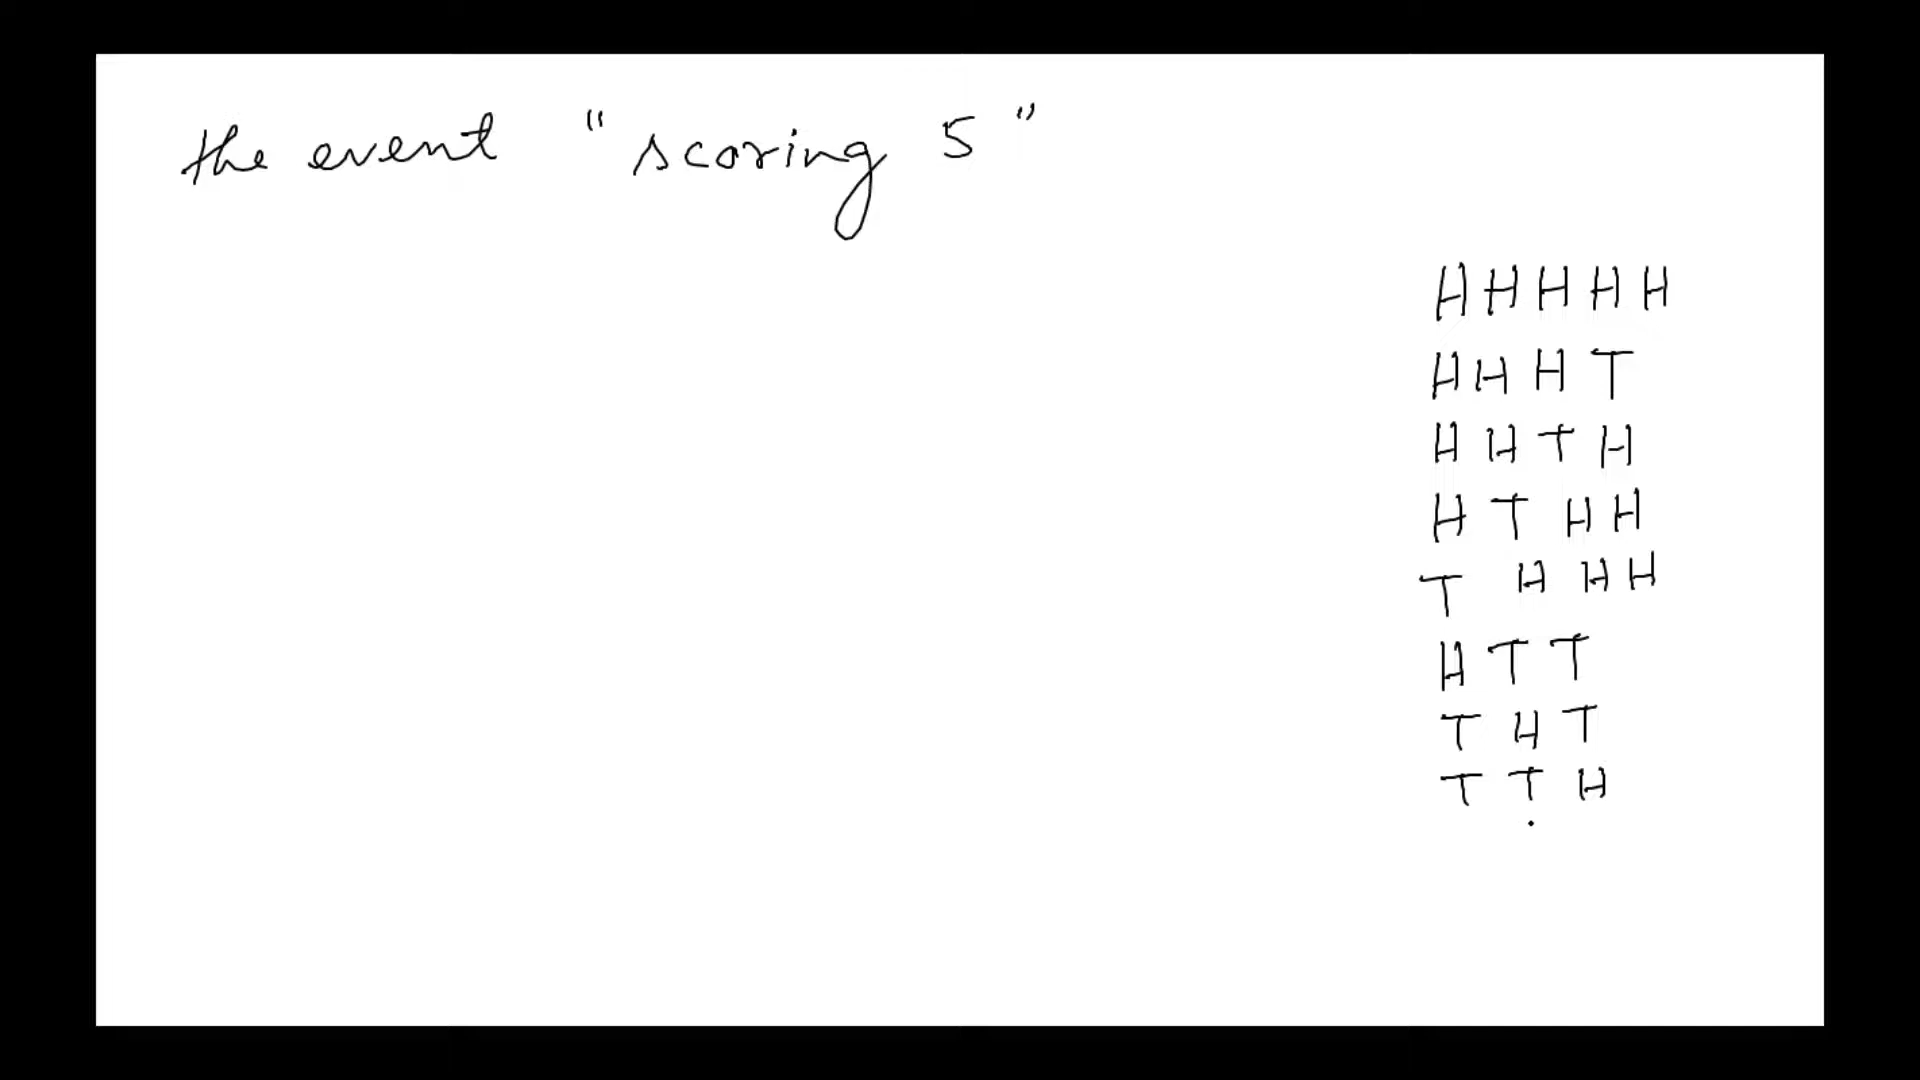 the event "scoring 5"
H H H H H
H H H T
H H T H
H T H H
T H H H
H T T
T H T
T T H